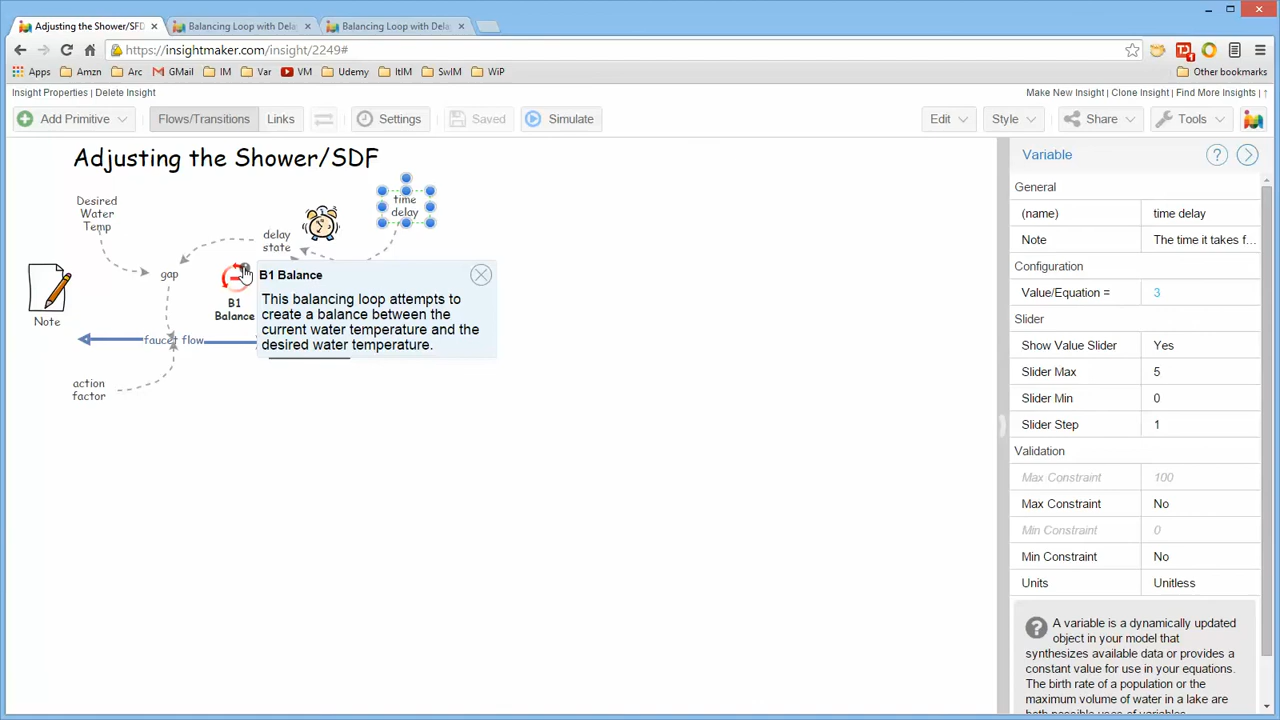 Adjusting the Shower/SFD
Balancing Loop with Dela
Balancing Loop with Dela
https://insightmaker.com/insight/2249#
Apps
Amzn
Arc
GMail
IM
Var
VM
Udemy
ItIM
SwIM
WiP
Other bookmarks
Insight Properties | Delete Insight
Make New Insight | Clone Insight | Find More Insights | ↑
Add Primitive
Flows/Transitions
Links
Settings
Saved
Simulate
Edit
Style
Share
Tools
Adjusting the Shower/SDF
Desired
Water
Temp
time
delay
delay
state
gap
B1
Balance
Note
faucet flow
action
factor
B1 Balance
This balancing loop attempts to
create a balance between the
current water temperature and the
desired water temperature.
Variable
General
(name) time delay
Note The time it takes f...
Configuration
Value/Equation = 3
Slider
Show Value Slider Yes
Slider Max 5
Slider Min 0
Slider Step 1
Validation
Max Constraint 100
Max Constraint No
Min Constraint 0
Min Constraint No
Units Unitless
A variable is a dynamically updated
object in your model that
synthesizes available data or provides a
constant value for use in your equations.
The birth rate of a population or the
maximum volume of water in a lake are
both possible uses of variables.